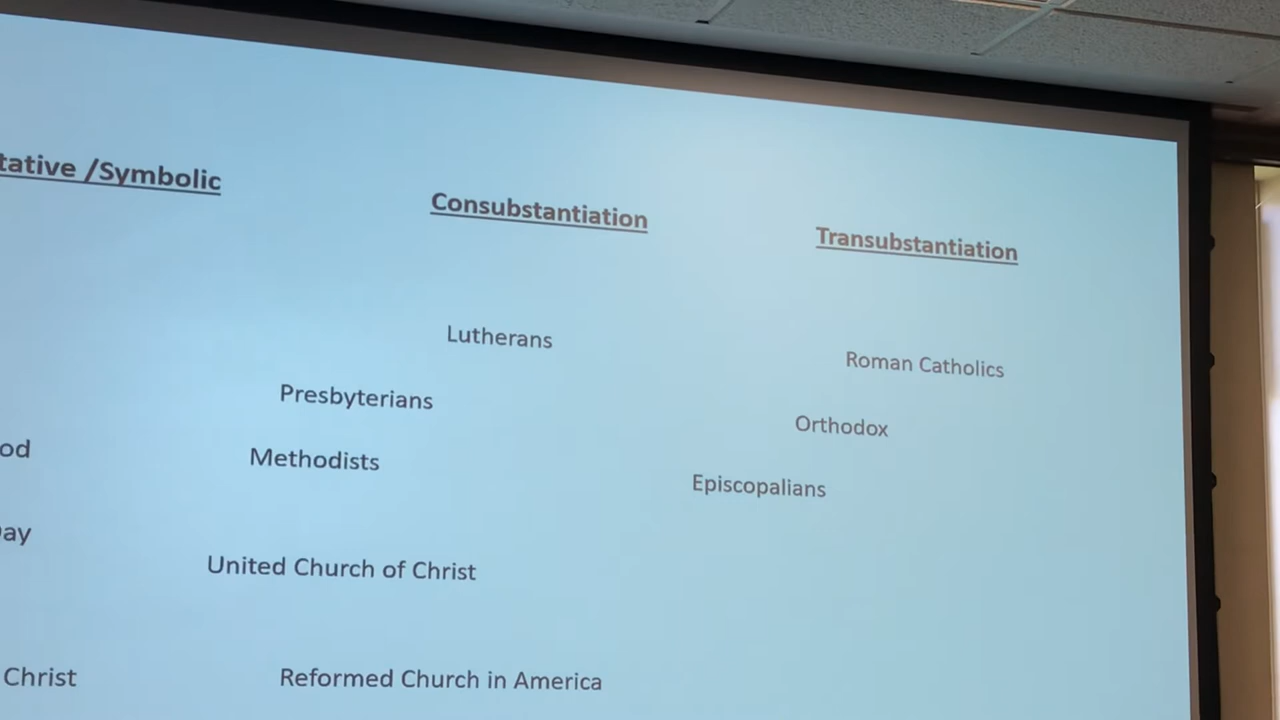 tative /Symbolic
Consubstantiation
Transubstantiation
Lutherans
Roman Catholics
Presbyterians
Orthodox
od
Methodists
Episcopalians
ay
United Church of Christ
Christ
Reformed Church in America